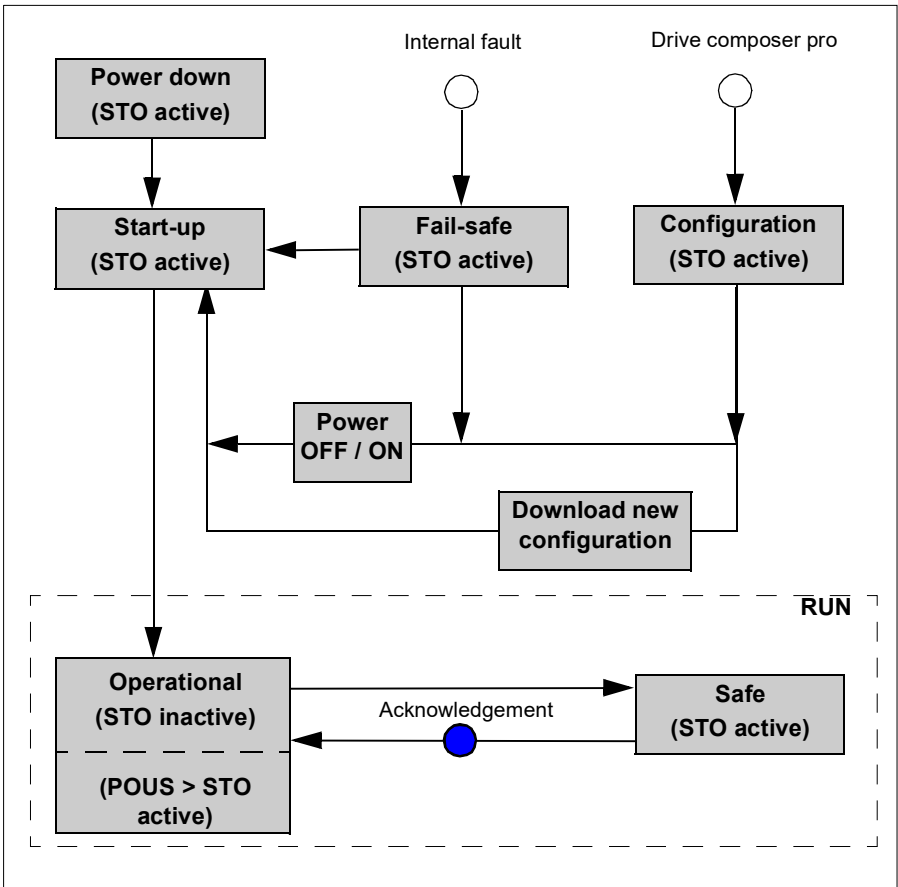 Internal fault
Drive composer pro
Power down
(STO active)
Start-up
(STO active)
Fail-safe
(STO active)
Configuration
(STO active)
Power
OFF / ON
Download new
configuration
RUN
Operational
(STO inactive)
Acknowledgement
Safe
(STO active)
(POUS > STO
active)